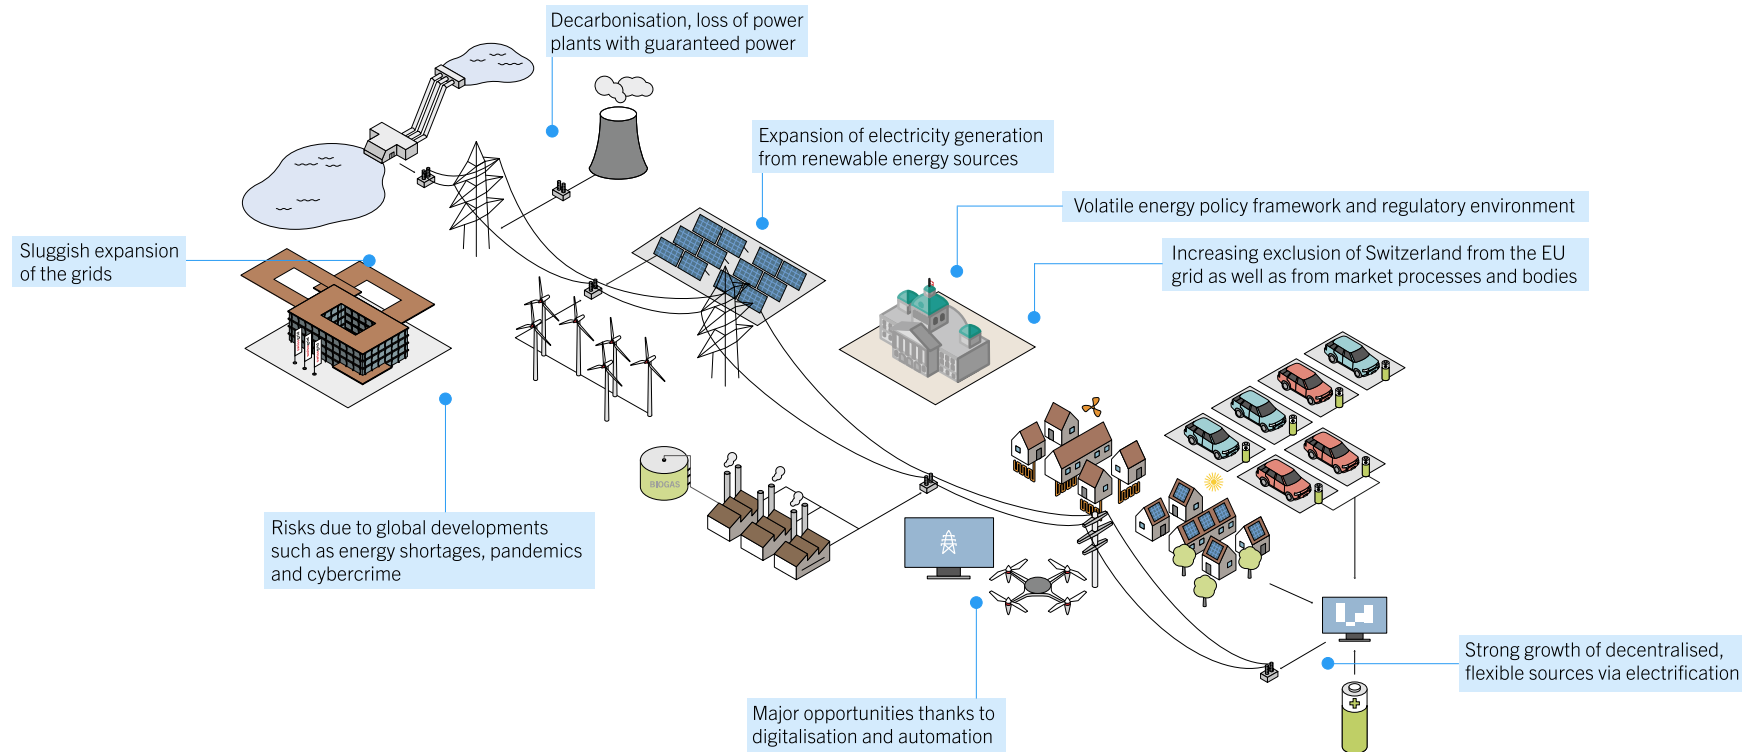 Decarbonisation, loss of power
plants with guaranteed power
Expansion of electricity generation
from renewable energy sources
Volatile energy policy framework and regulatory environment
Sluggish expansion
of the grids
Increasing exclusion of Switzerland from the EU
grid as well as from market processes and bodies
BIOGAS
Risks due to global developments
such as energy shortages, pandemics
and cybercrime
Strong growth of decentralised,
flexible sources via electrification
Major opportunities thanks to
digitalisation and automation